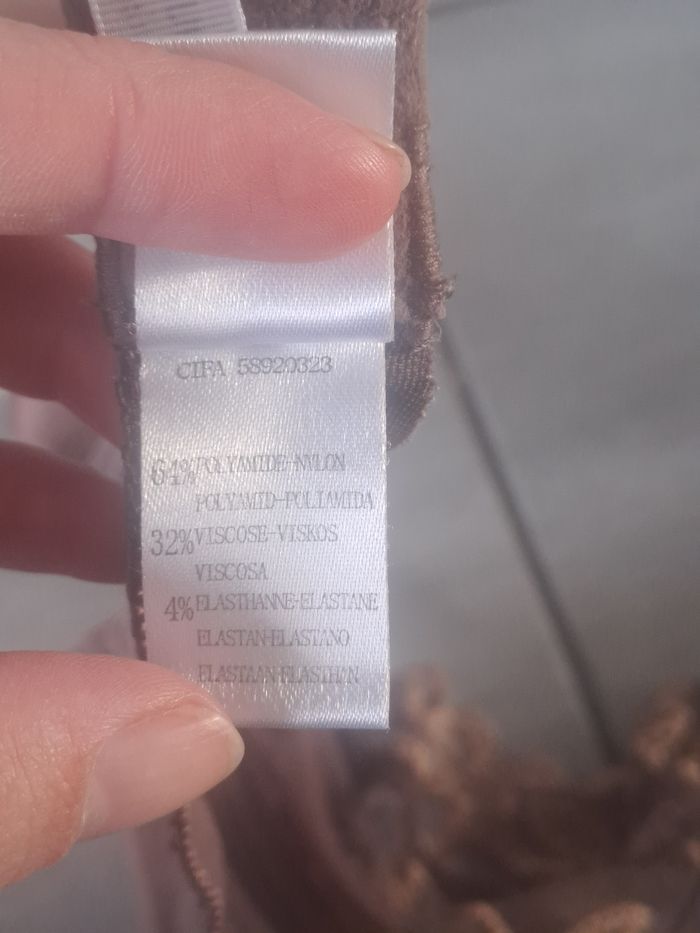 CIFA 58920323
64% POLYAMIDE-NYLON
POLYAMID-POLIAMIDA
32% VISCOSE-VISKOS
VISCOSA
4% ELASTHANNE-ELASTANE
ELASTAN-ELASTANO
ELASTAAN-ELASTHAN